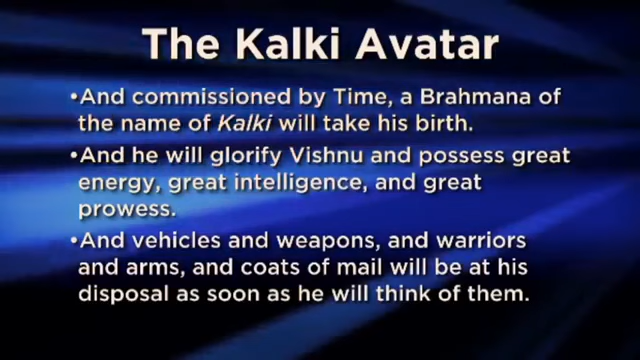 The Kalki Avatar
•And commissioned by Time, a Brahmana of
the name of Kalki will take his birth.
•And he will glorify Vishnu and possess great
energy, great intelligence, and great
prowess.
•And vehicles and weapons, and warriors
and arms, and coats of mail will be at his
disposal as soon as he will think of them.